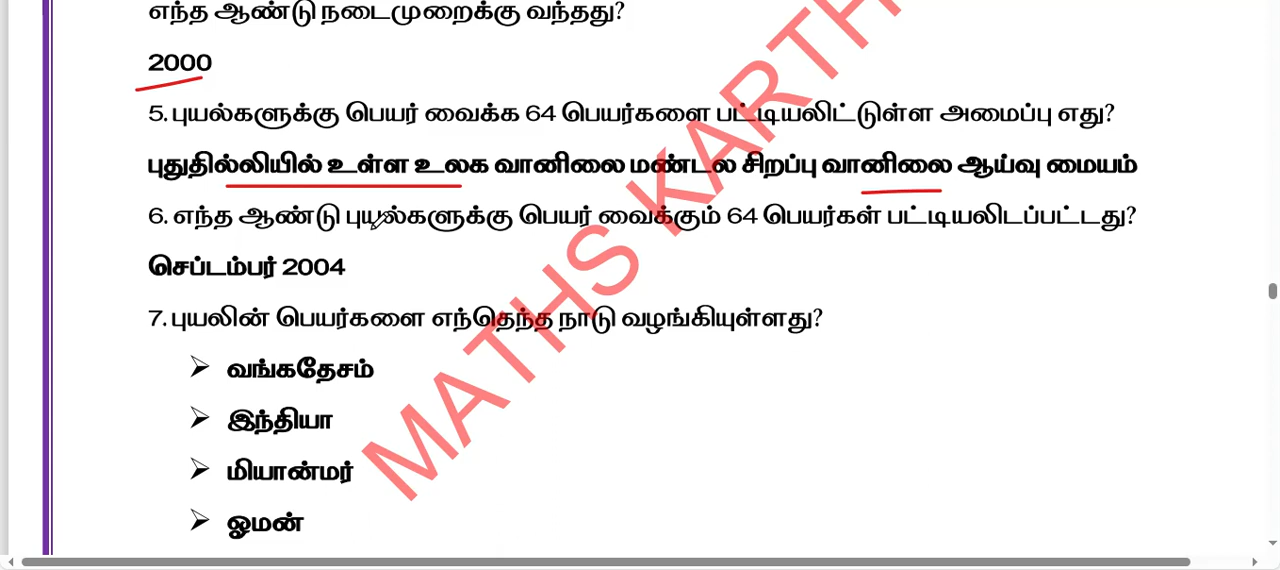 எந்த ஆண்டு நடைமுறைக்கு வந்தது?
2000
5. புயல்களுக்கு பெயர் வைக்க 64 பெயர்களை பட்டியலிட்டுள்ள அமைப்பு எது?
புதுதில்லியில் உள்ள உலக வானிலை மண்டல சிறப்பு வானிலை ஆய்வு மையம்
6. எந்த ஆண்டு புயல்களுக்கு பெயர் வைக்கும் 64 பெயர்கள் பட்டியலிடப்பட்டது?
செப்டம்பர் 2004
7. புயலின் பெயர்களை எந்தெந்த நாடு வழங்கியுள்ளது?
➢ வங்கதேசம்
➢ இந்தியா
➢ மியான்மர்
➢ ஓமன்
MATHS KARTH